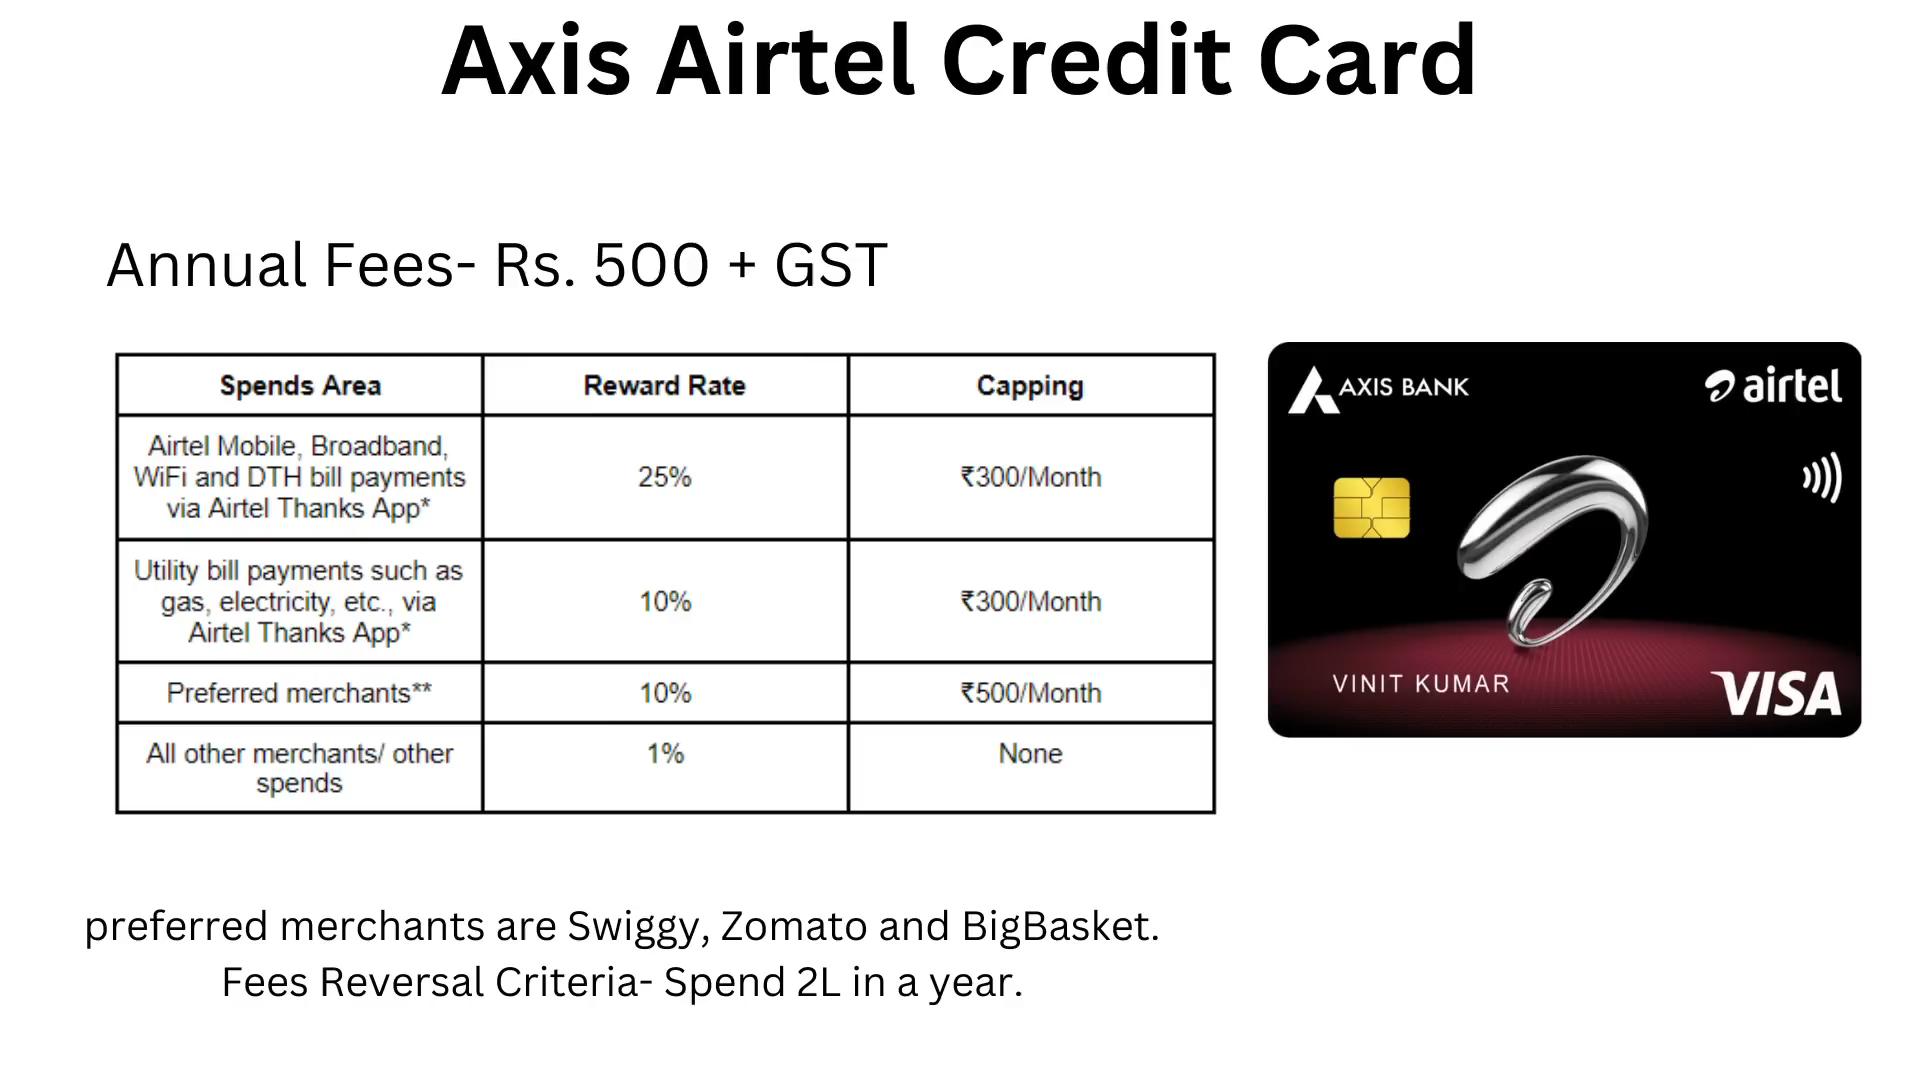 Axis Airtel Credit Card
Annual Fees- Rs. 500 + GST
Spends Area
Reward Rate
Capping
Airtel Mobile, Broadband,
WiFi and DTH bill payments
via Airtel Thanks App*
25%
₹300/Month
Utility bill payments such as
gas, electricity, etc., via
Airtel Thanks App*
10%
₹300/Month
Preferred merchants**
10%
₹500/Month
All other merchants/ other
spends
1%
None
AXIS BANK
airtel
VINIT KUMAR
VISA
preferred merchants are Swiggy, Zomato and BigBasket.
Fees Reversal Criteria- Spend 2L in a year.